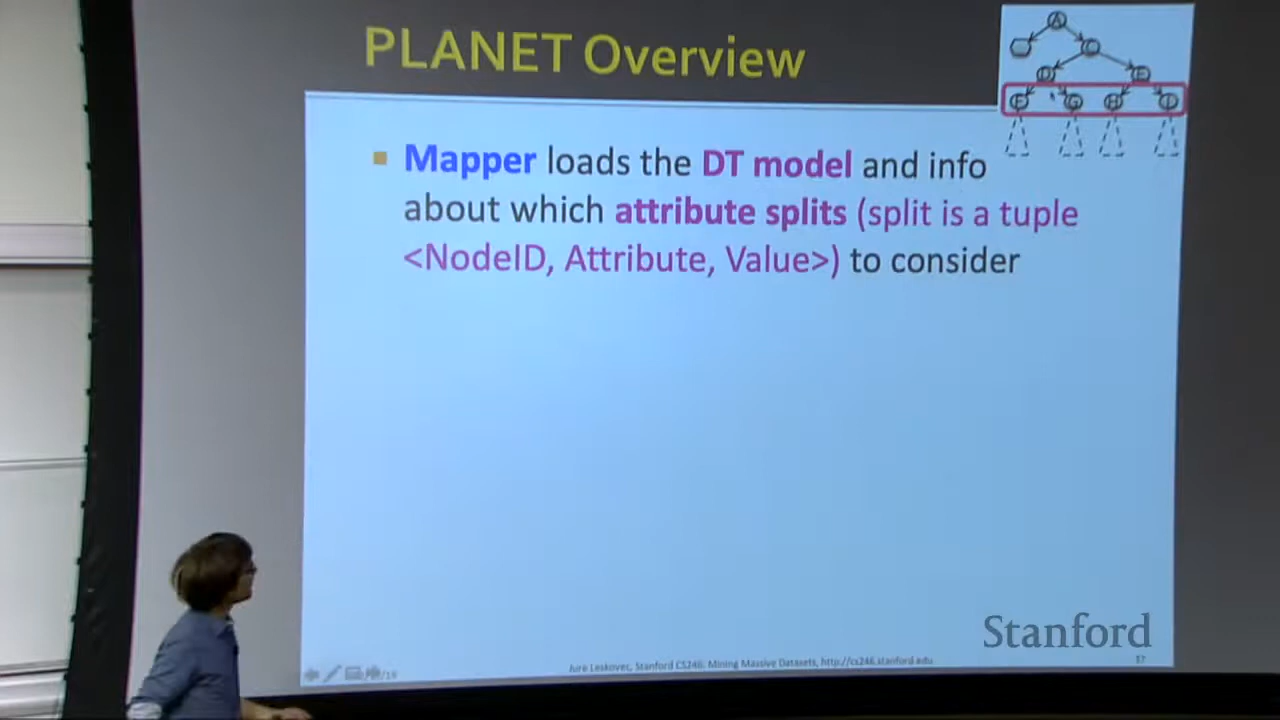 PLANET Overview
A
C
D
E
F
G
H
I
Mapper loads the DT model and info
about which attribute splits (split is a tuple
<NodeID, Attribute, Value>) to consider
Stanford
Jure Leskovec, Stanford CS246: Mining Massive Datasets, http://cs246.stanford.edu
37